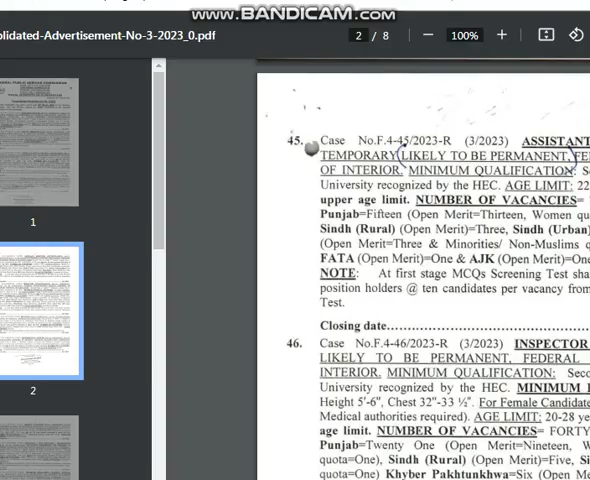 WWW.BANDICAM.COM
lidated-Advertisement-No-3-2023_0.pdf
2 / 8
100%
1
2
45. Case No.F.4-45/2023-R (3/2023) ASSISTANT
TEMPORARY LIKELY TO BE PERMANENT, FE
OF INTERIOR. MINIMUM QUALIFICATION: Se
University recognized by the HEC. AGE LIMIT: 22
upper age limit. NUMBER OF VACANCIES=
Punjab=Fifteen (Open Merit=Thirteen, Women qu
Sindh (Rural) (Open Merit)=Three, Sindh (Urban)
(Open Merit=Three & Minorities/ Non-Muslims q
FATA (Open Merit)=One & AJK (Open Merit)=One
NOTE: At first stage MCQs Screening Test sha
position holders @ ten candidates per vacancy from
Test.
Closing date
46. Case No.F.4-46/2023-R (3/2023) INSPECTOR
LIKELY TO BE PERMANENT, FEDERAL
INTERIOR. MINIMUM QUALIFICATION: Seco
University recognized by the HEC. MINIMUM
Height 5'-6", Chest 32"-33 ½". For Female Candidate
Medical authorities required). AGE LIMIT: 20-28 ye
age limit. NUMBER OF VACANCIES= FORTY
Punjab=Twenty One (Open Merit=Nineteen, W
quota=One), Sindh (Rural) (Open Merit)=Five, Si
quota=One) Khyber Pakhtunkhwa=Six (Open Me